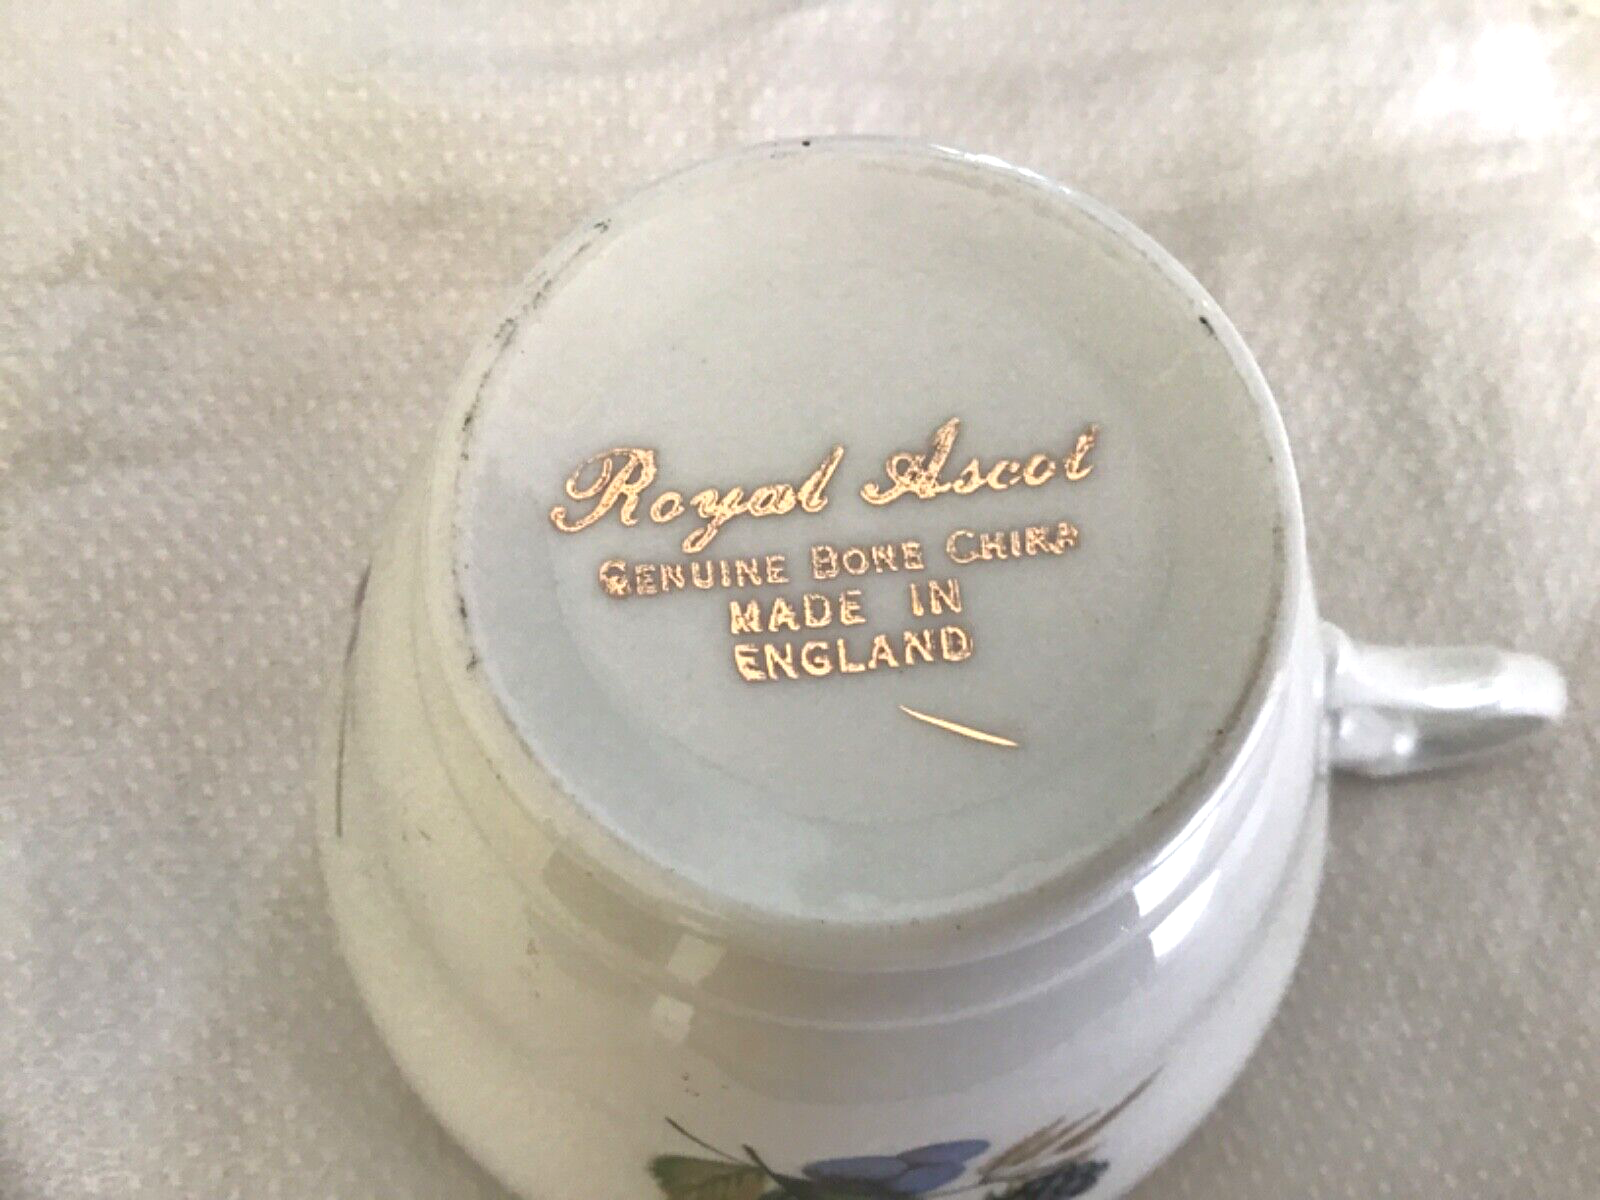 Royal Ascot
GENUINE BONE CHINA
MADE IN
ENGLAND